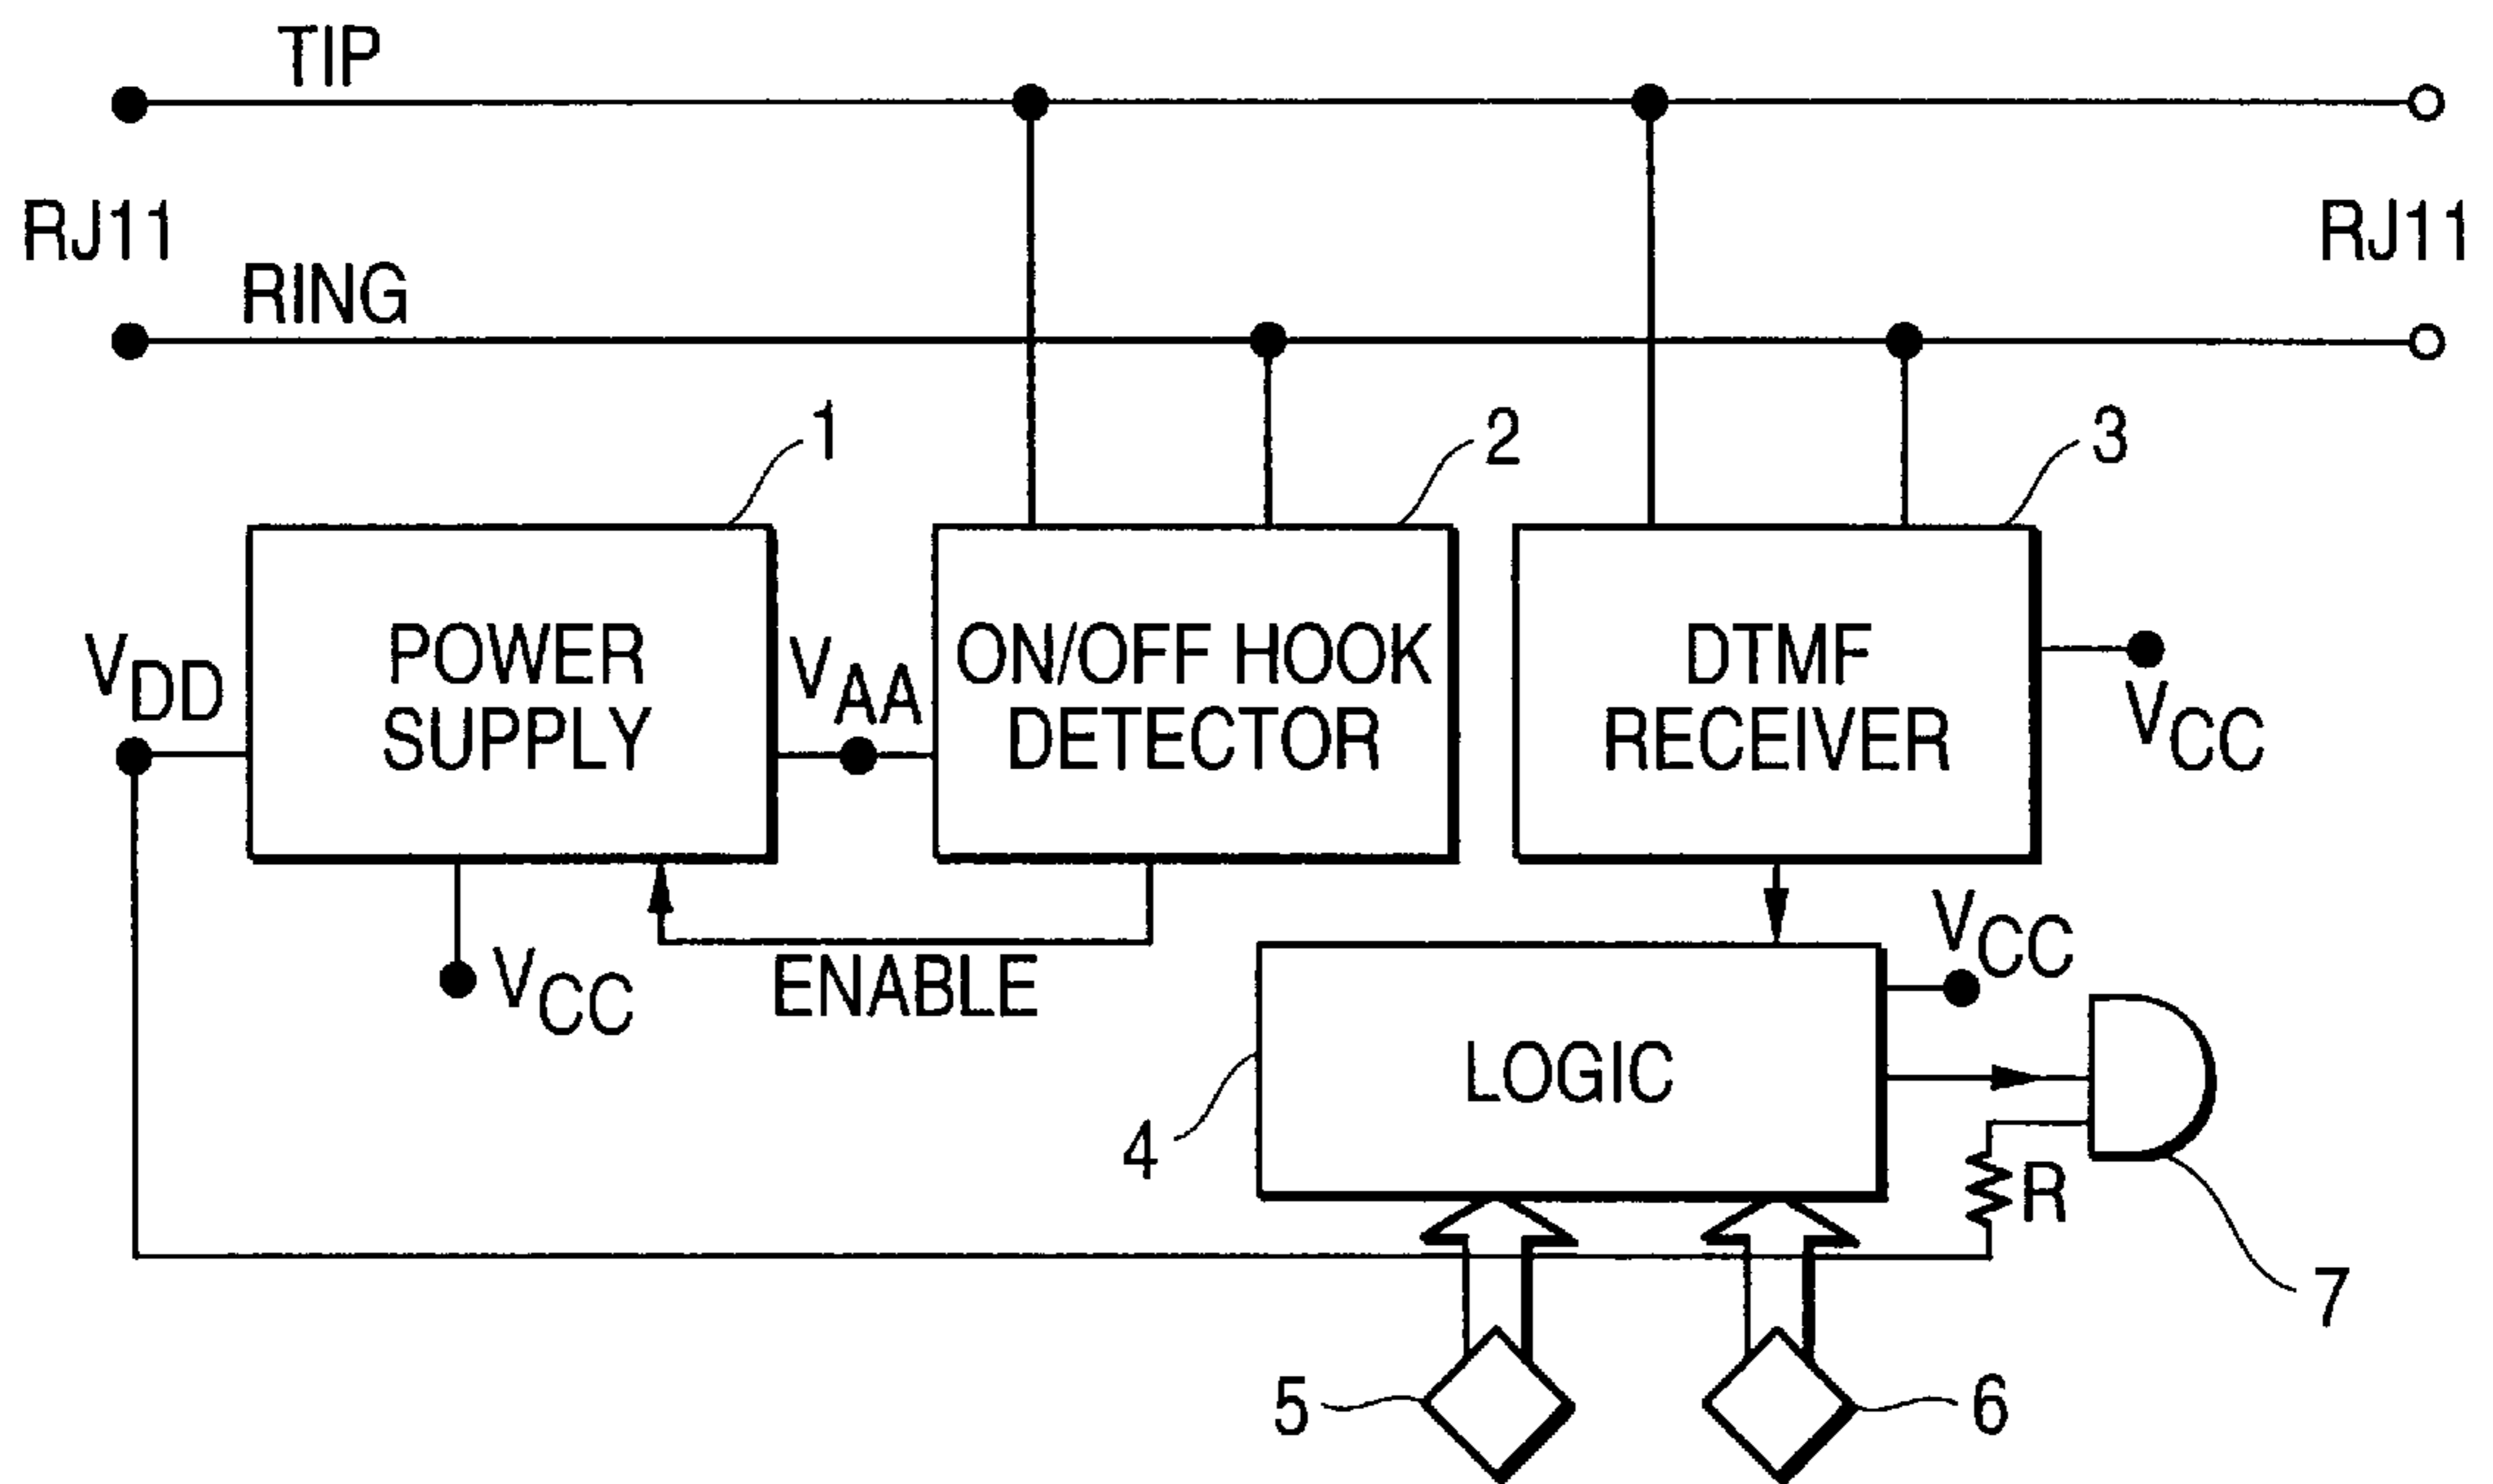 TIP
RJ11
RJ11
RING
1
2
3
VDD
POWER
SUPPLY
VAA
ON/OFF HOOK
DETECTOR
DTMF
RECEIVER
VCC
VCC
ENABLE
VCC
LOGIC
4
R
7
5
6